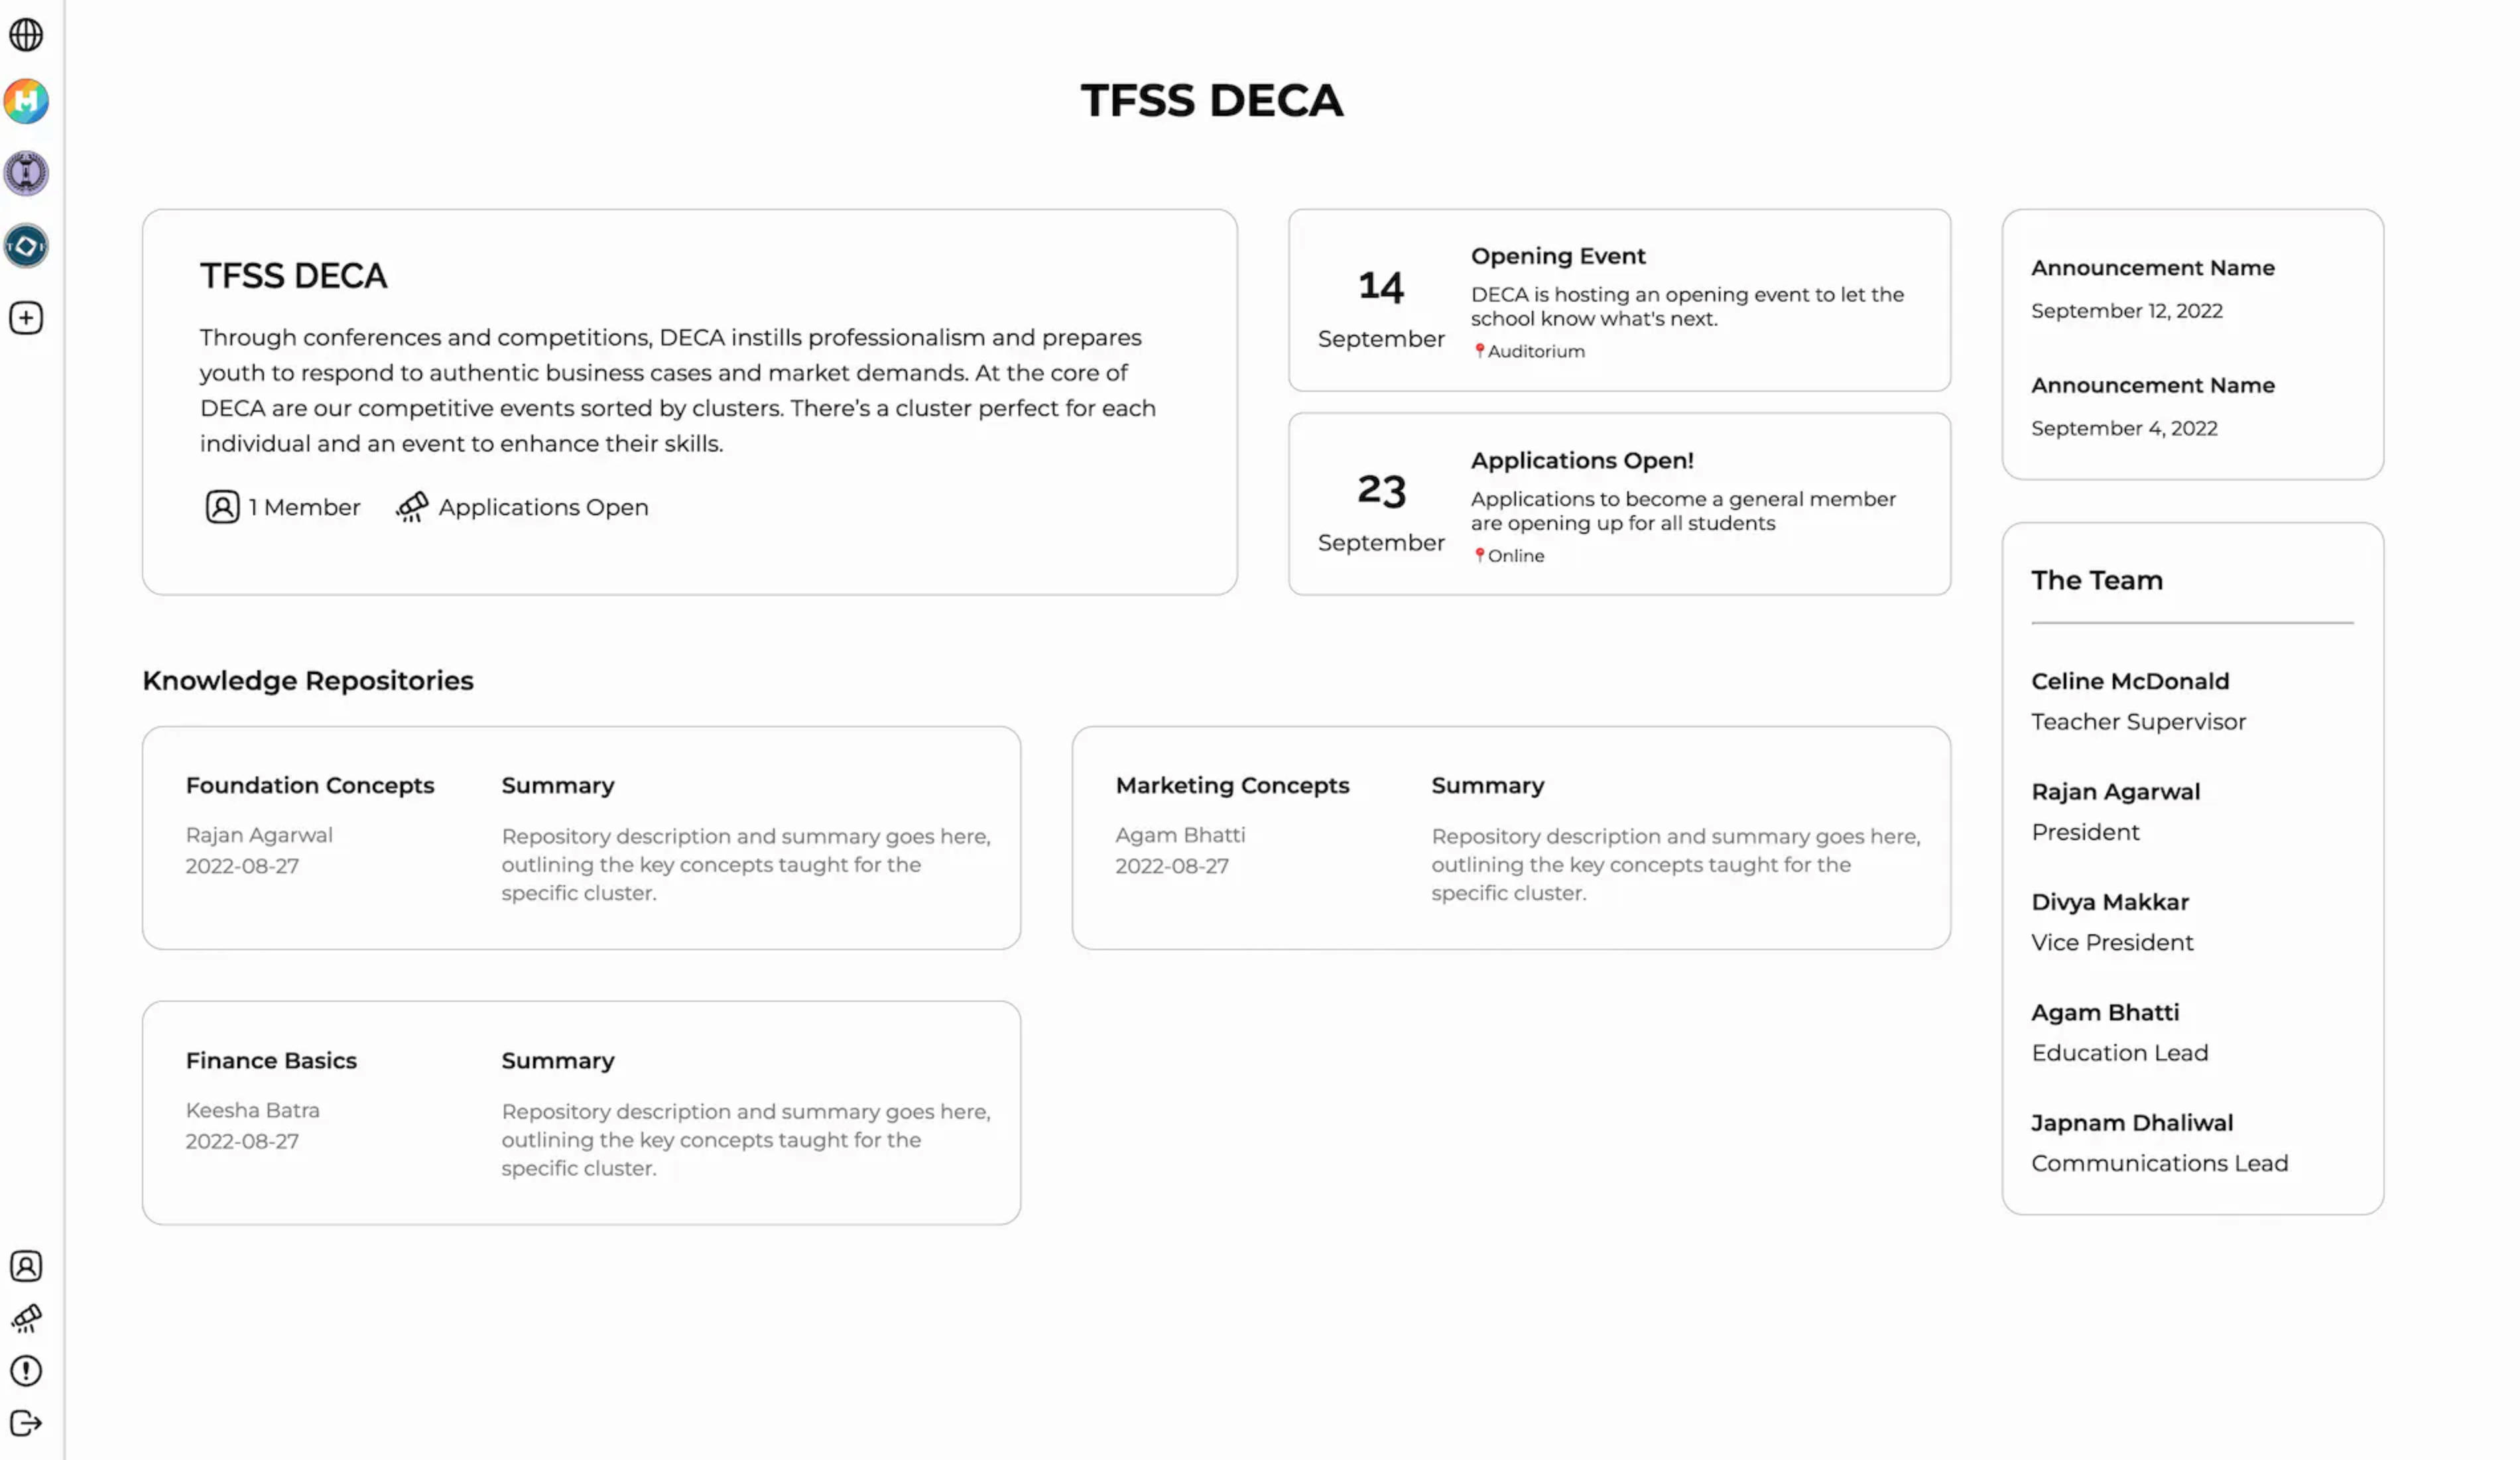 TFSS DECA
TFSS DECA
Through conferences and competitions, DECA instills professionalism and prepares
youth to respond to authentic business cases and market demands. At the core of
DECA are our competitive events sorted by clusters. There’s a cluster perfect for each
individual and an event to enhance their skills.
1 Member
Applications Open
14
September
Opening Event
DECA is hosting an opening event to let the
school know what's next.
Auditorium
23
September
Applications Open!
Applications to become a general member
are opening up for all students
Online
Announcement Name
September 12, 2022
Announcement Name
September 4, 2022
Knowledge Repositories
Foundation Concepts
Rajan Agarwal
2022-08-27
Summary
Repository description and summary goes here,
outlining the key concepts taught for the
specific cluster.
Marketing Concepts
Agam Bhatti
2022-08-27
Summary
Repository description and summary goes here,
outlining the key concepts taught for the
specific cluster.
Finance Basics
Keesha Batra
2022-08-27
Summary
Repository description and summary goes here,
outlining the key concepts taught for the
specific cluster.
The Team
Celine McDonald
Teacher Supervisor
Rajan Agarwal
President
Divya Makkar
Vice President
Agam Bhatti
Education Lead
Japnam Dhaliwal
Communications Lead